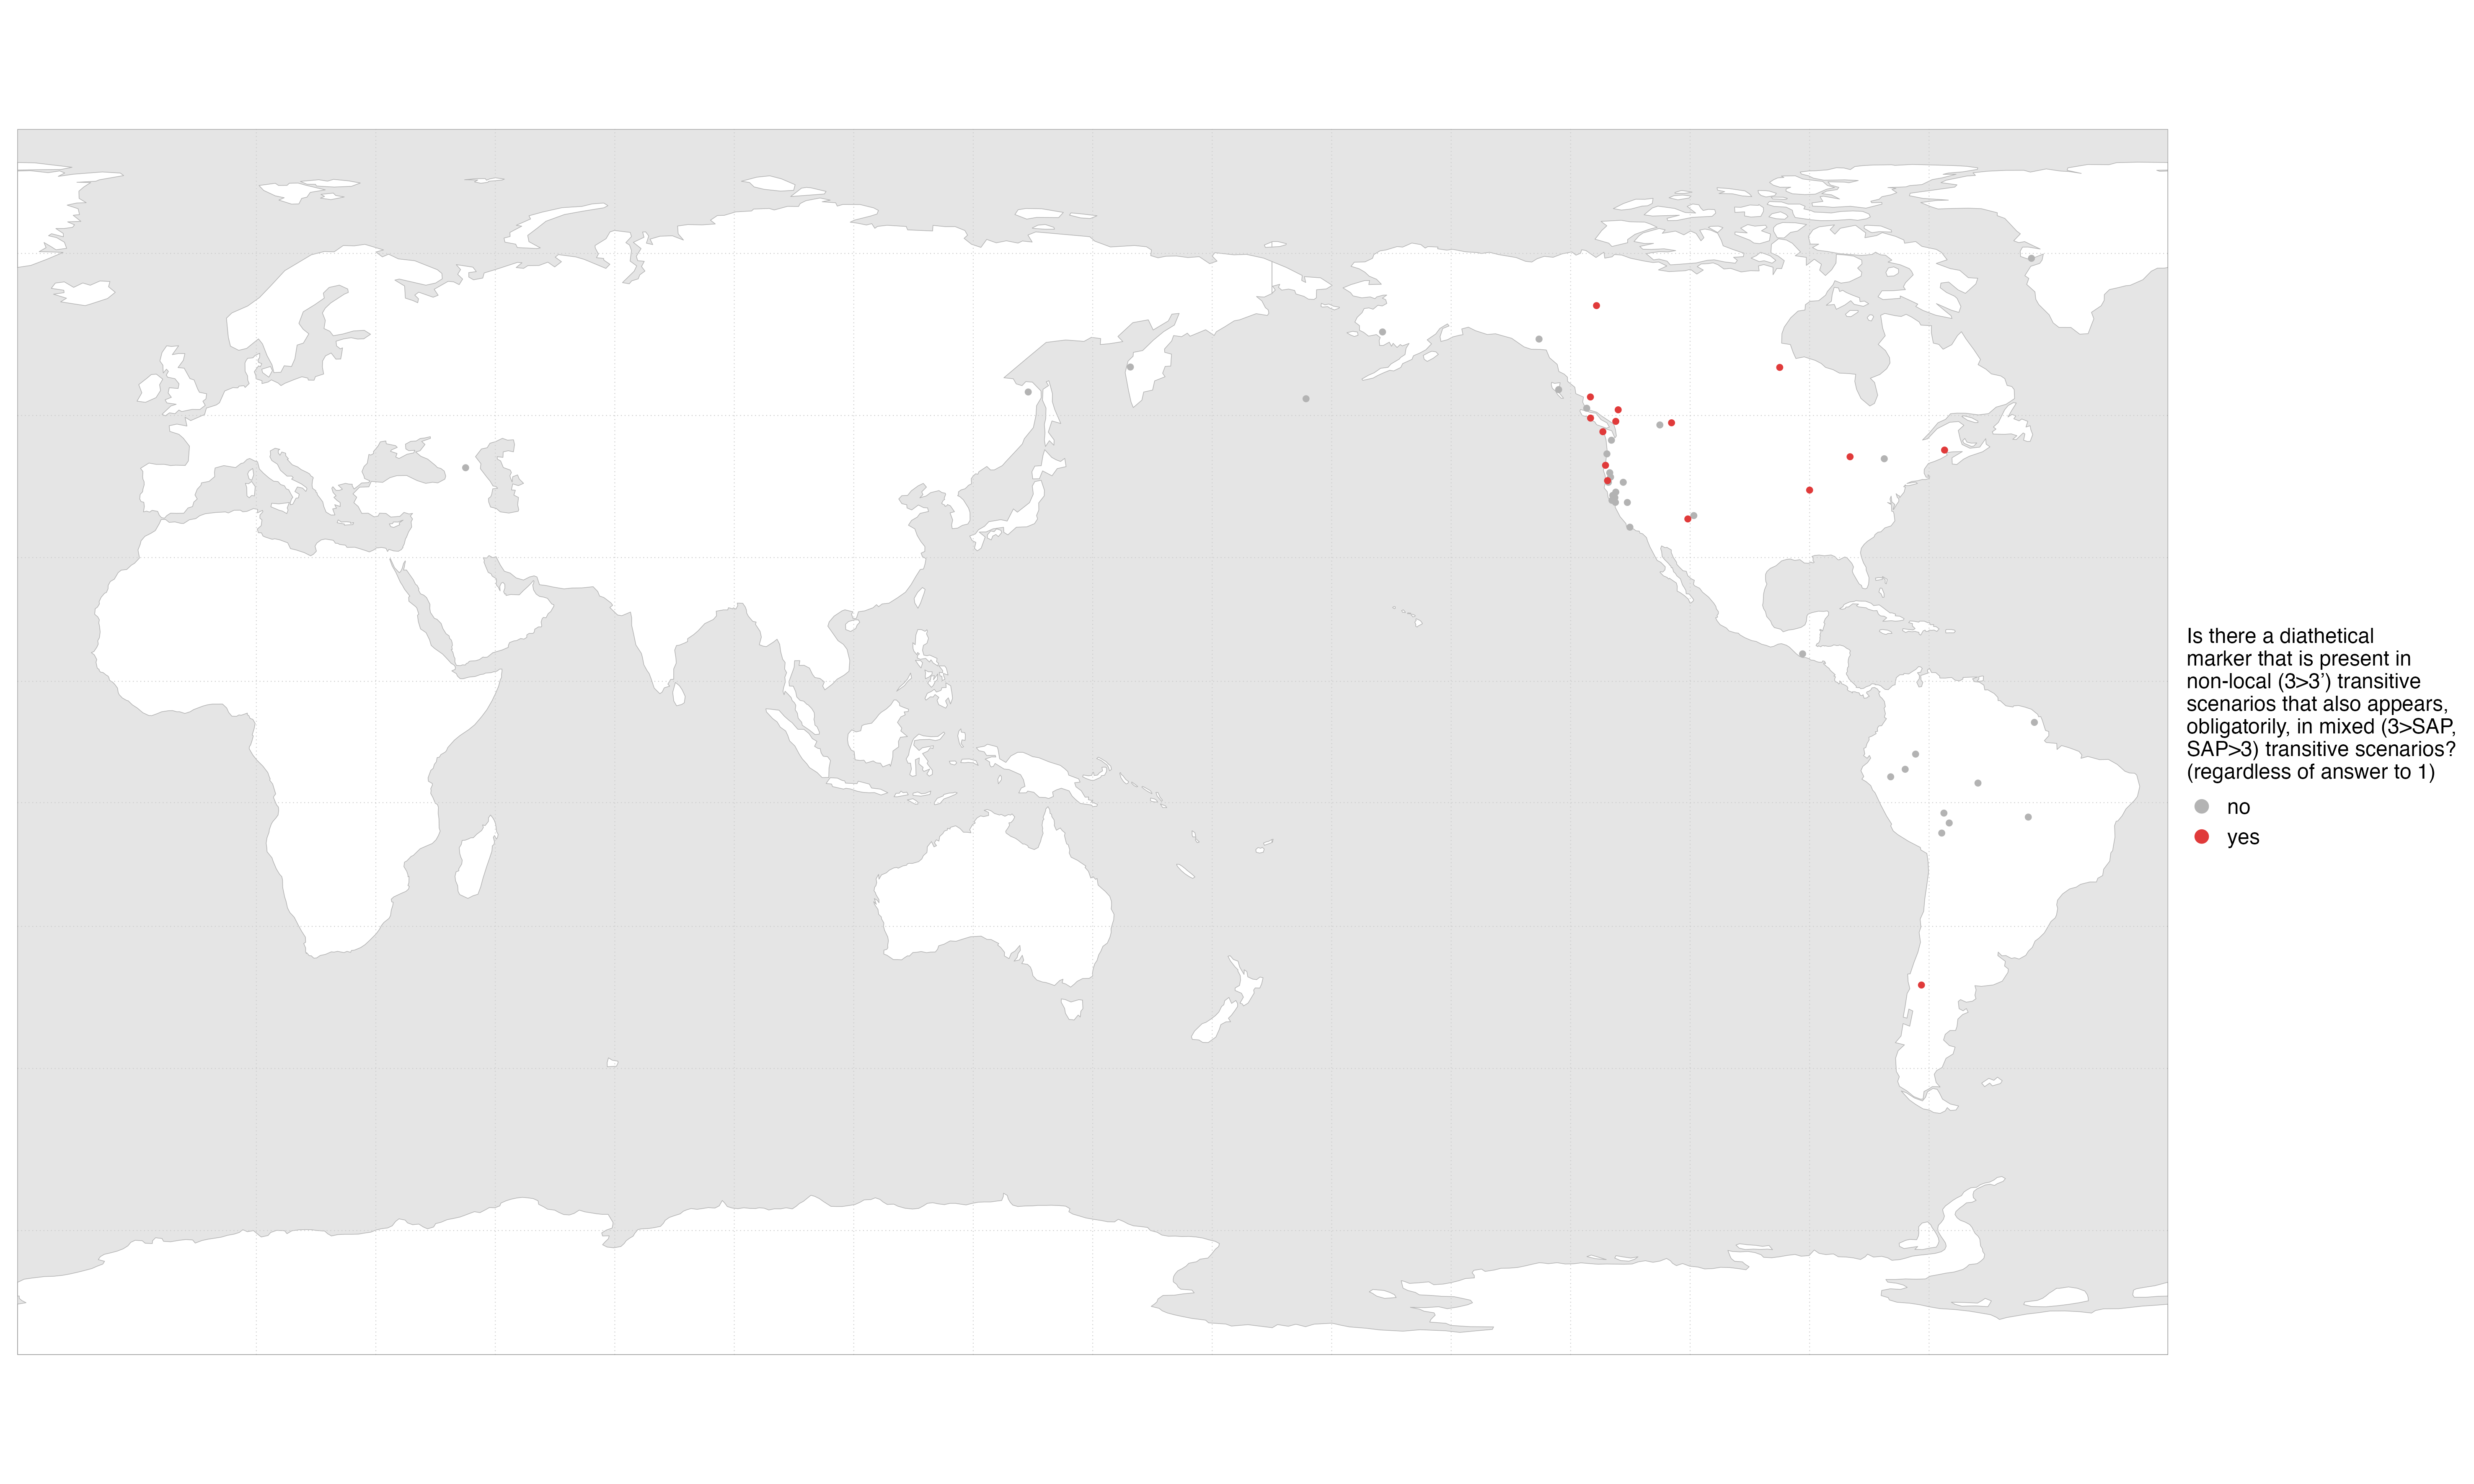 Is there a diathetical
marker that is present in
non-local (3>3’) transitive
scenarios that also appears,
obligatorily, in mixed (3>SAP,
SAP>3) transitive scenarios?
(regardless of answer to 1)
no
yes